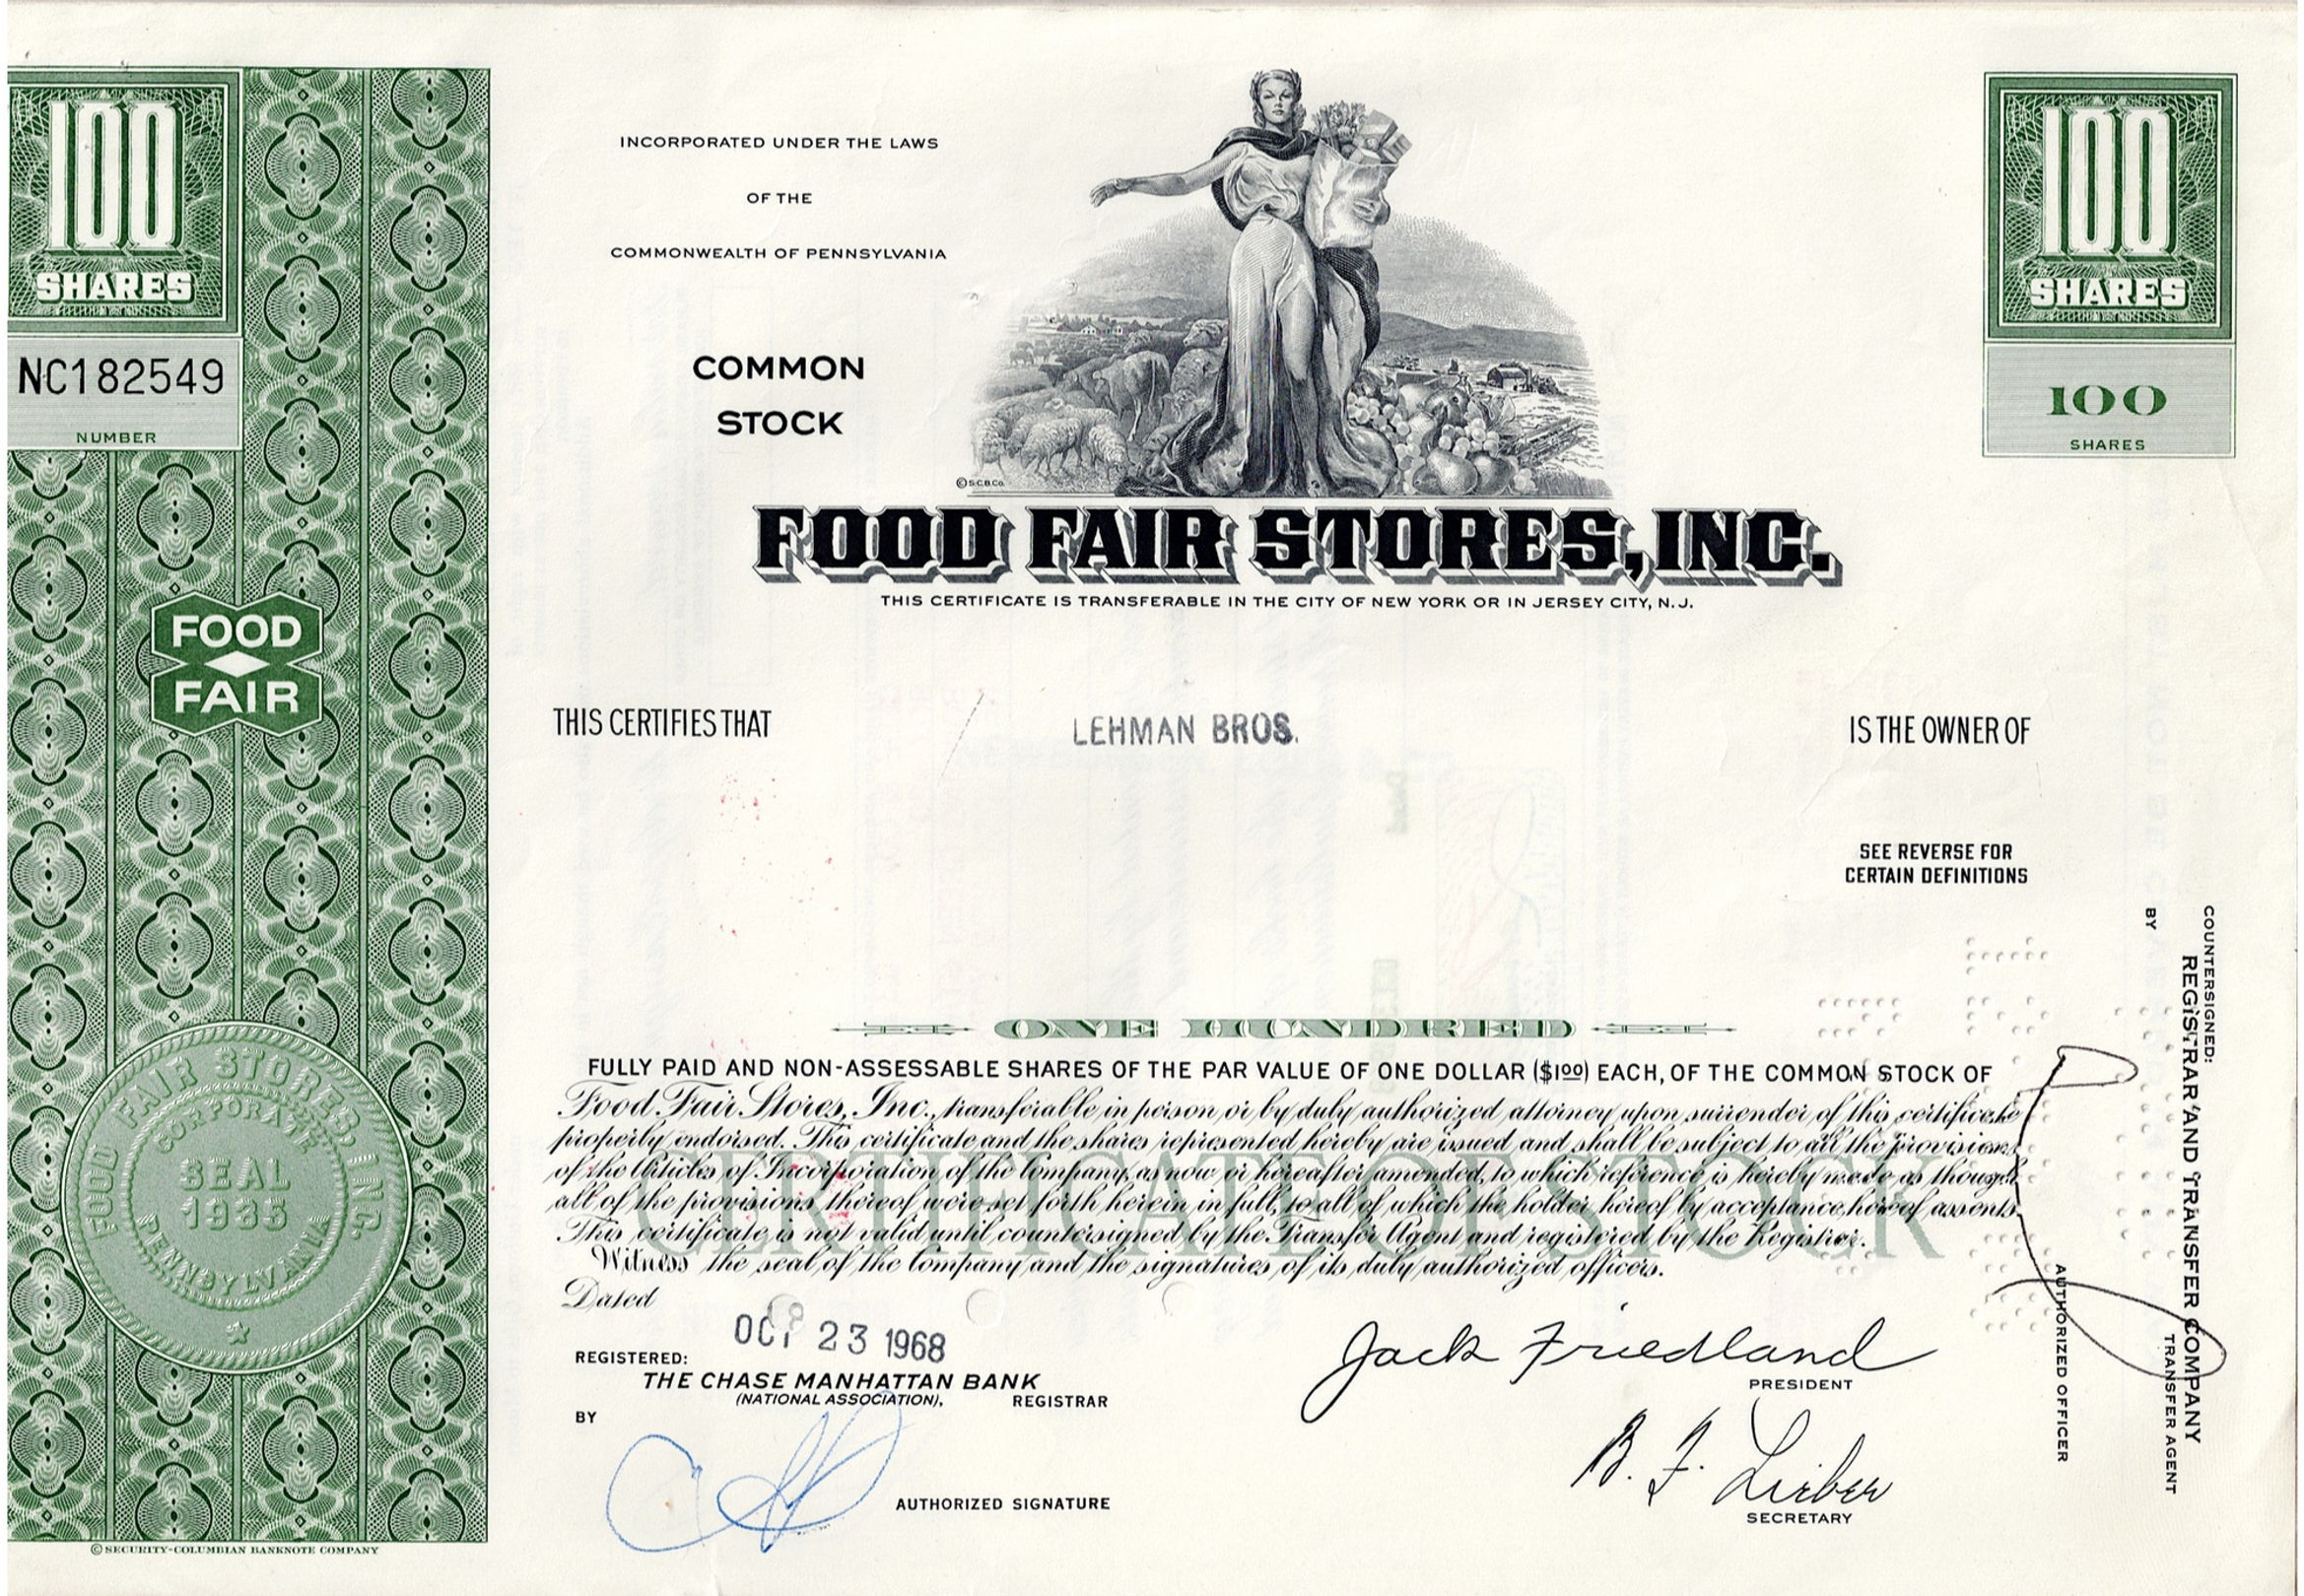 100
SHARES
NC182549
NUMBER
FOOD
FAIR
FOOD FAIR STORES, INC.
CORPORATE
SEAL
1935
PENNSYLVANIA
© SECURITY-COLUMBIAN BANKNOTE COMPANY
INCORPORATED UNDER THE LAWS
OF THE
COMMONWEALTH OF PENNSYLVANIA
COMMON
STOCK
© S.C.B.CO.
100
SHARES
100
SHARES
FOOD FAIR STORES, INC.
THIS CERTIFICATE IS TRANSFERABLE IN THE CITY OF NEW YORK OR IN JERSEY CITY, N.J.
THIS CERTIFIES THAT LEHMAN BROS. IS THE OWNER OF
SEE REVERSE FOR
CERTAIN DEFINITIONS
ONE HUNDRED
FULLY PAID AND NON-ASSESSABLE SHARES OF THE PAR VALUE OF ONE DOLLAR ($1.00) EACH, OF THE COMMON STOCK OF
Food Fair Stores, Inc., transferable in person or by duly authorized attorney upon surrender of this certificate
properly endorsed. This certificate and the shares represented hereby are issued and shall be subject to all the provisions
of the Articles of Incorporation of the Company, as now or hereafter amended, to which reference is hereby made as though
all of the provisions thereof were set forth herein in full, to all of which the holder hereof by acceptance hereof assents.
This certificate is not valid until countersigned by the Transfer Agent and registered by the Registrar.
Witness the seal of the Company and the signatures of its duly authorized officers.
CERTIFICATE OF STOCK
Dated
OCT 23 1968
REGISTERED:
THE CHASE MANHATTAN BANK
(NATIONAL ASSOCIATION),
REGISTRAR
BY
AUTHORIZED SIGNATURE
Jack Friedland
PRESIDENT
B. F. Lieber
SECRETARY
COUNTERSIGNED:
REGISTRAR AND TRANSFER COMPANY
TRANSFER AGENT
BY
AUTHORIZED OFFICER